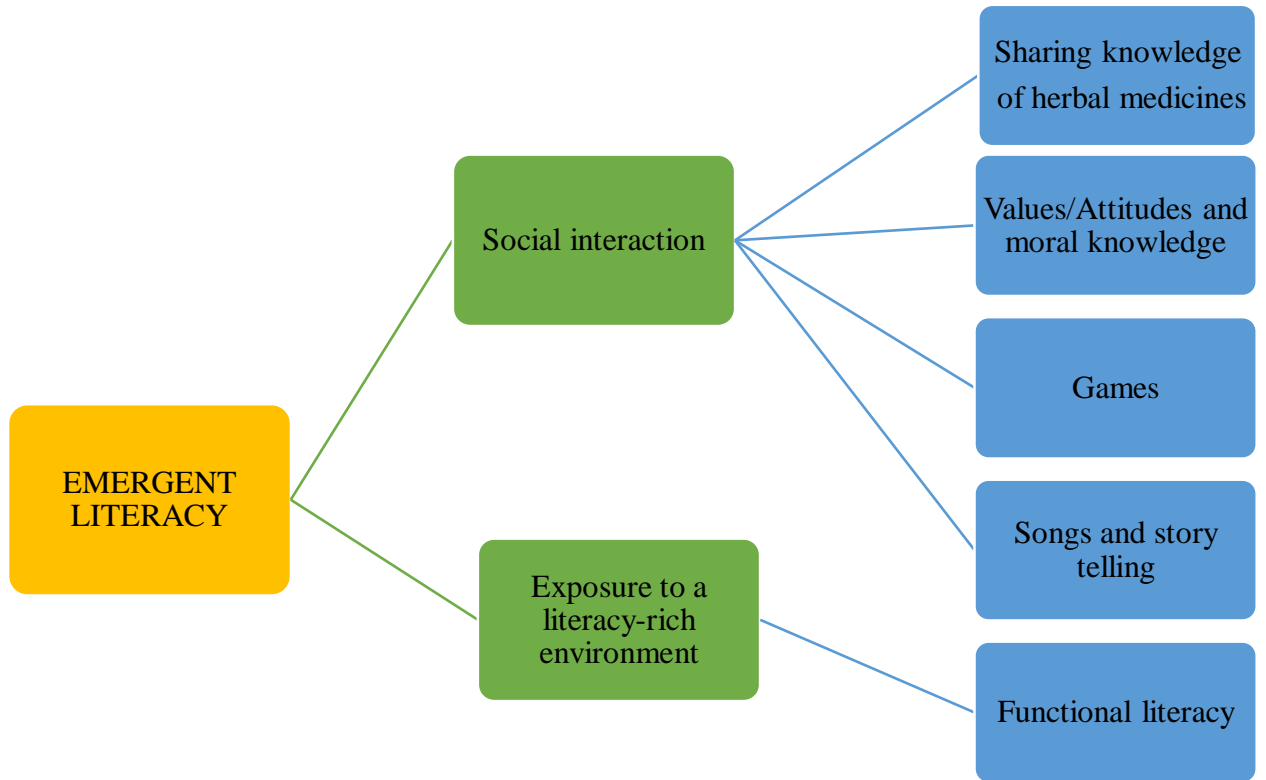 EMERGENT
LITERACY
Social interaction
Exposure to a
literacy-rich
environment
Sharing knowledge
of herbal medicines
Values/Attitudes and
moral knowledge
Games
Songs and story
telling
Functional literacy